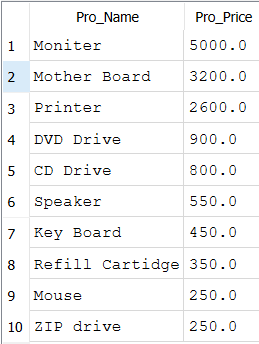 Pro_Name Pro_Price
1 Moniter 5000.0
2 Mother Board 3200.0
3 Printer 2600.0
4 DVD Drive 900.0
5 CD Drive 800.0
6 Speaker 550.0
7 Key Board 450.0
8 Refill Cartidge 350.0
9 Mouse 250.0
10 ZIP drive 250.0